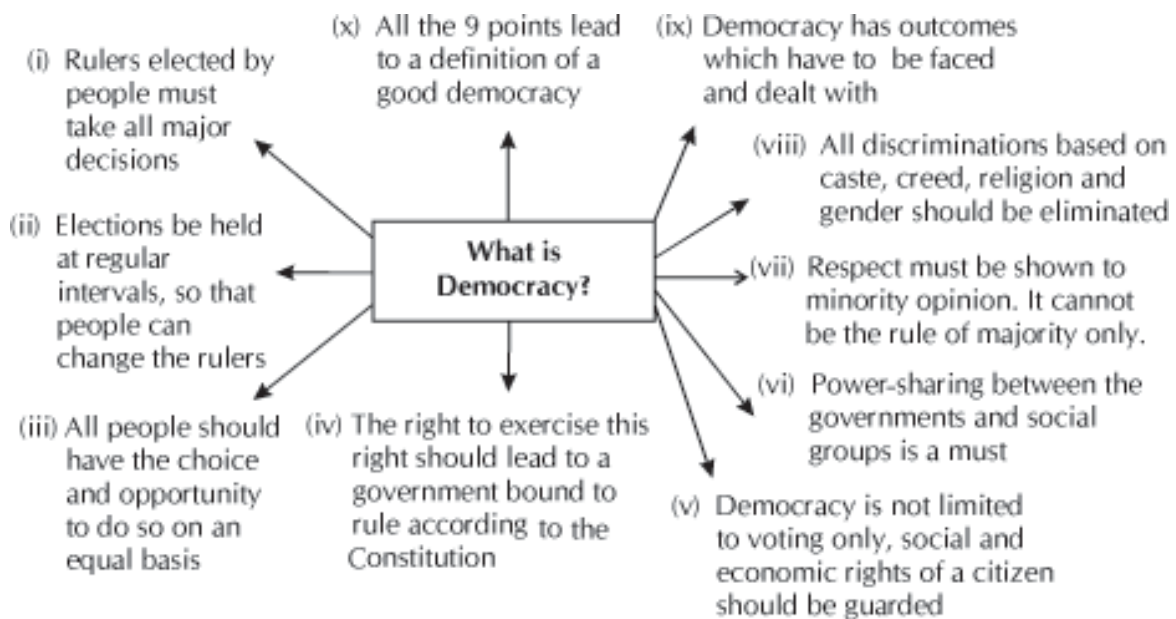 What is
Democracy?
(i) Rulers elected by
people must
take all major
decisions
(ii) Elections be held
at regular
intervals, so that
people can
change the rulers
(iii) All people should
have the choice
and opportunity
to do so on an
equal basis
(iv) The right to exercise this
right should lead to a
government bound to
rule according to the
Constitution
(v) Democracy is not limited
to voting only, social and
economic rights of a citizen
should be guarded
(vi) Power-sharing between the
governments and social
groups is a must
(vii) Respect must be shown to
minority opinion. It cannot
be the rule of majority only.
(viii) All discriminations based on
caste, creed, religion and
gender should be eliminated
(ix) Democracy has outcomes
which have to be faced
and dealt with
(x) All the 9 points lead
to a definition of a
good democracy